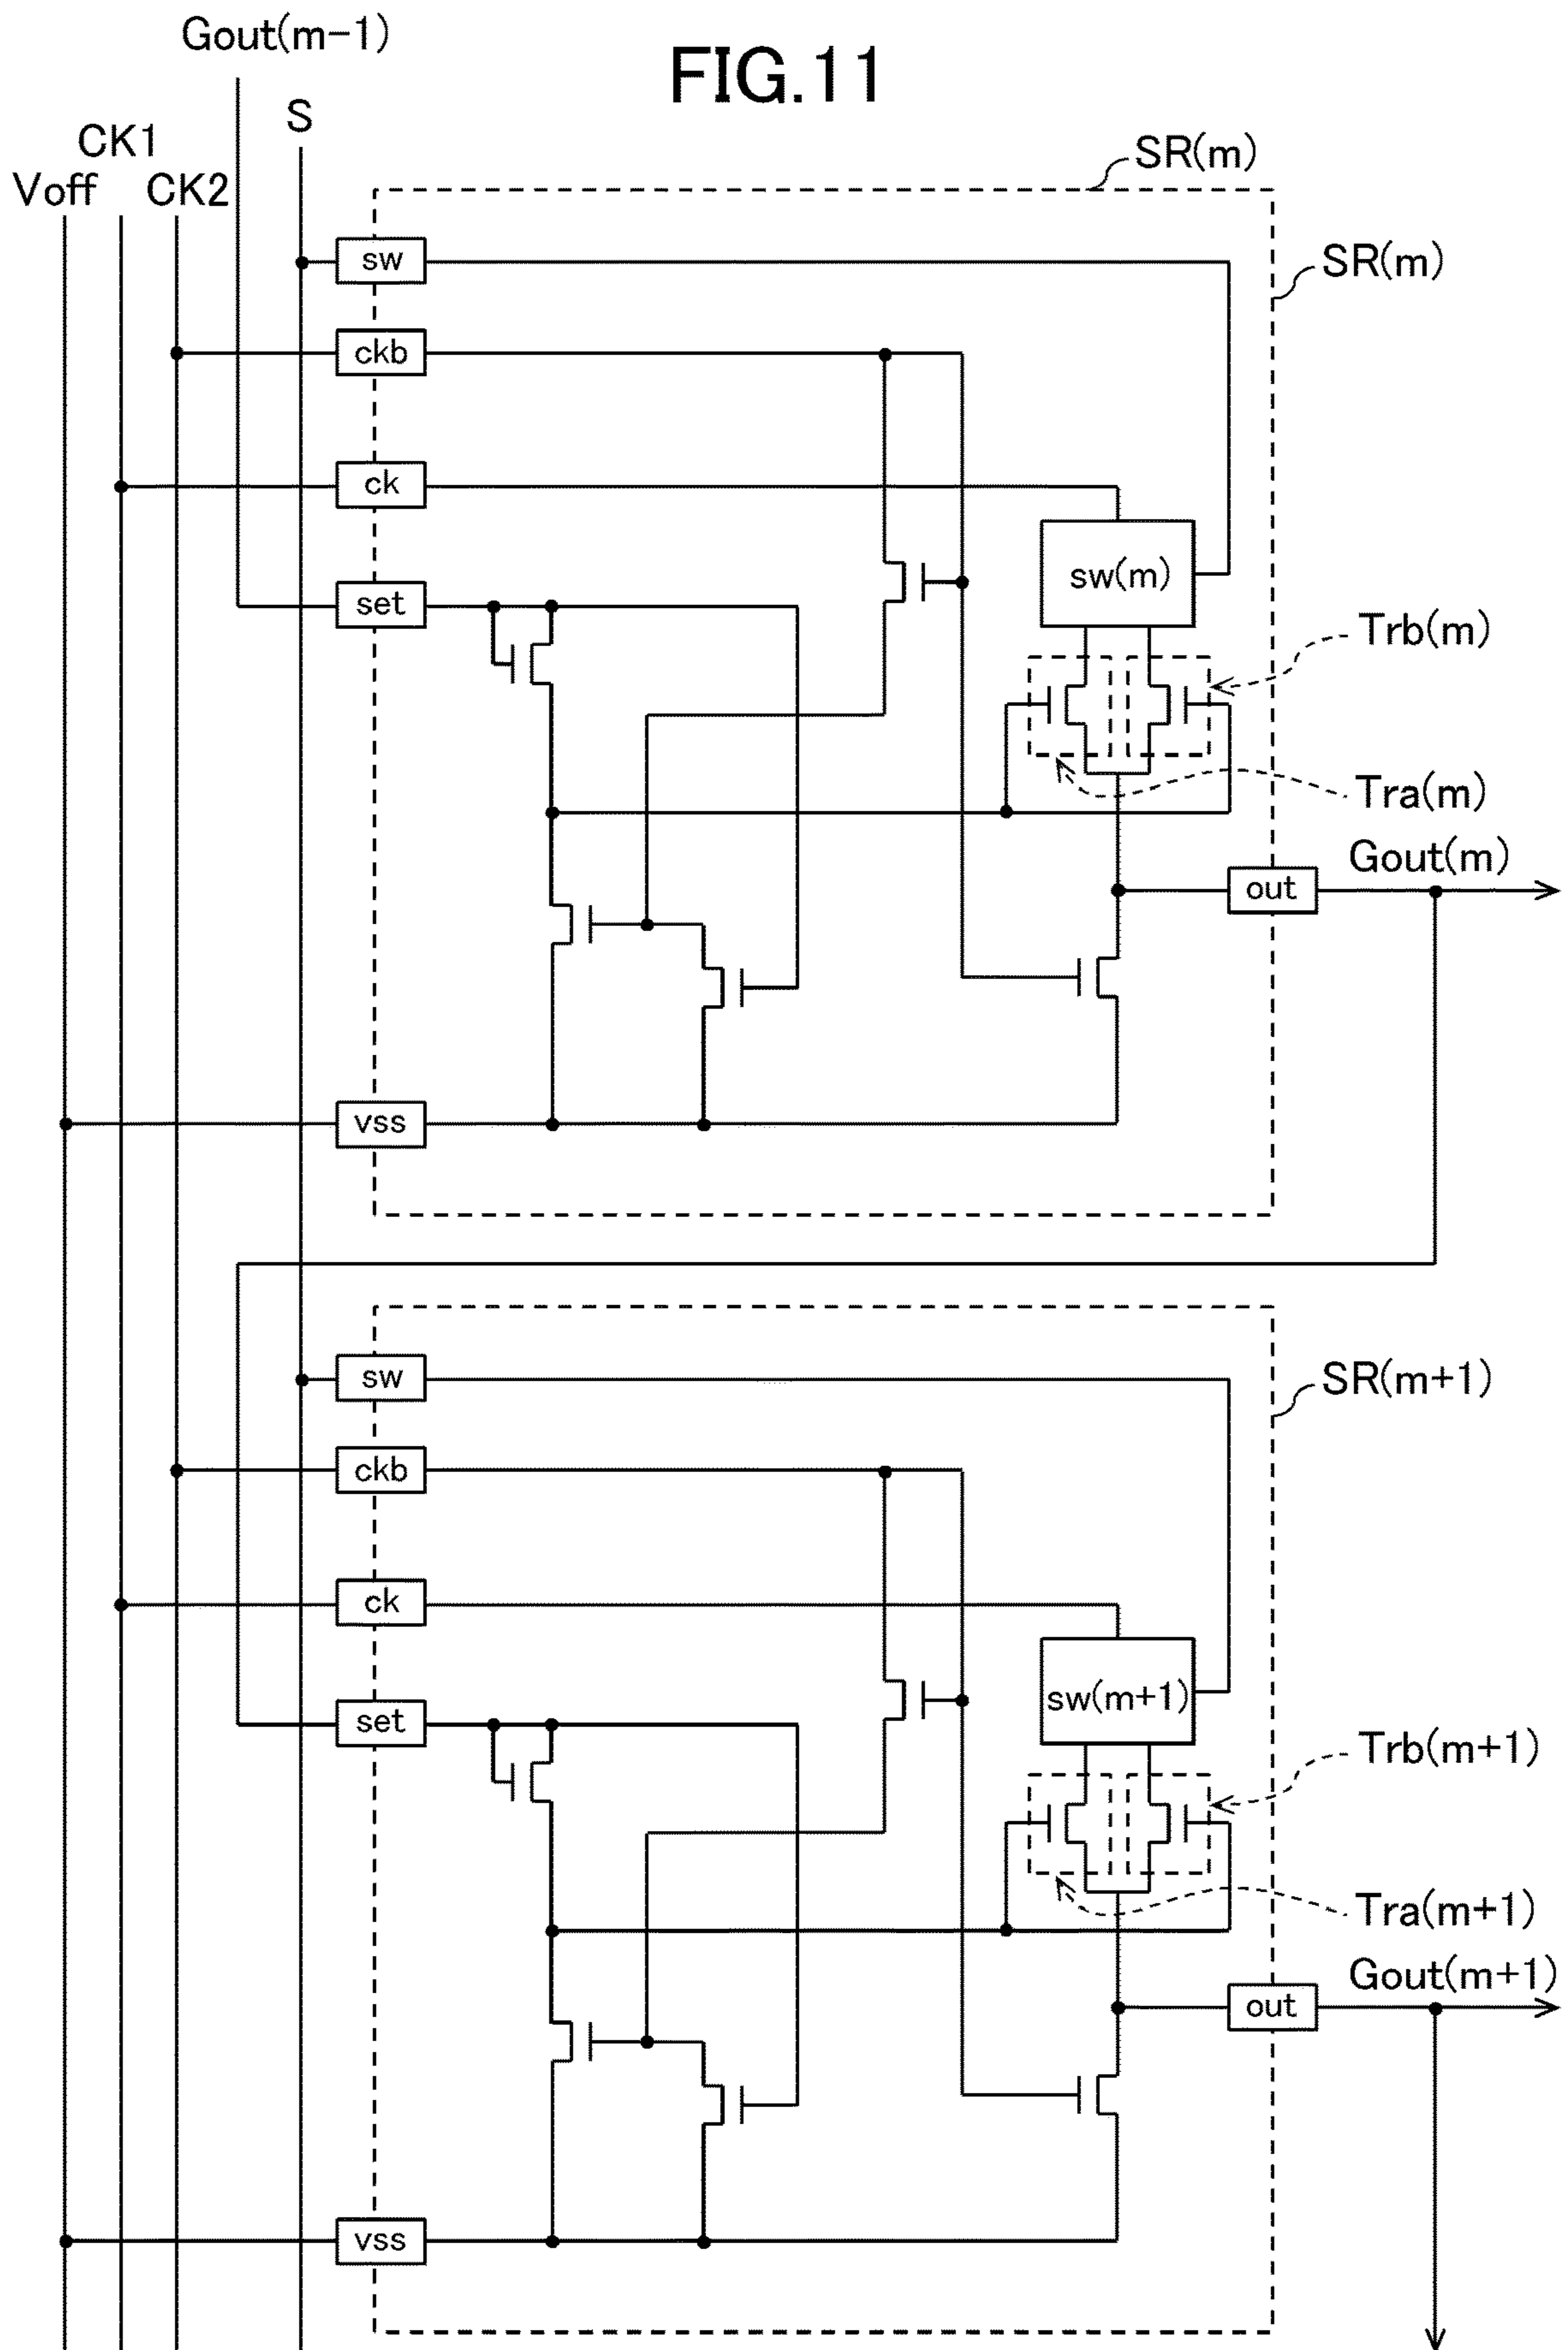 FIG.11
Gout(m-1)
S
CK1
CK2
Voff
SR(m)
SR(m)
sw
ckb
ck
set
sw(m)
Trb(m)
Tra(m)
Gout(m)
out
vss
SR(m+1)
sw
ckb
ck
set
sw(m+1)
Trb(m+1)
Tra(m+1)
Gout(m+1)
out
vss